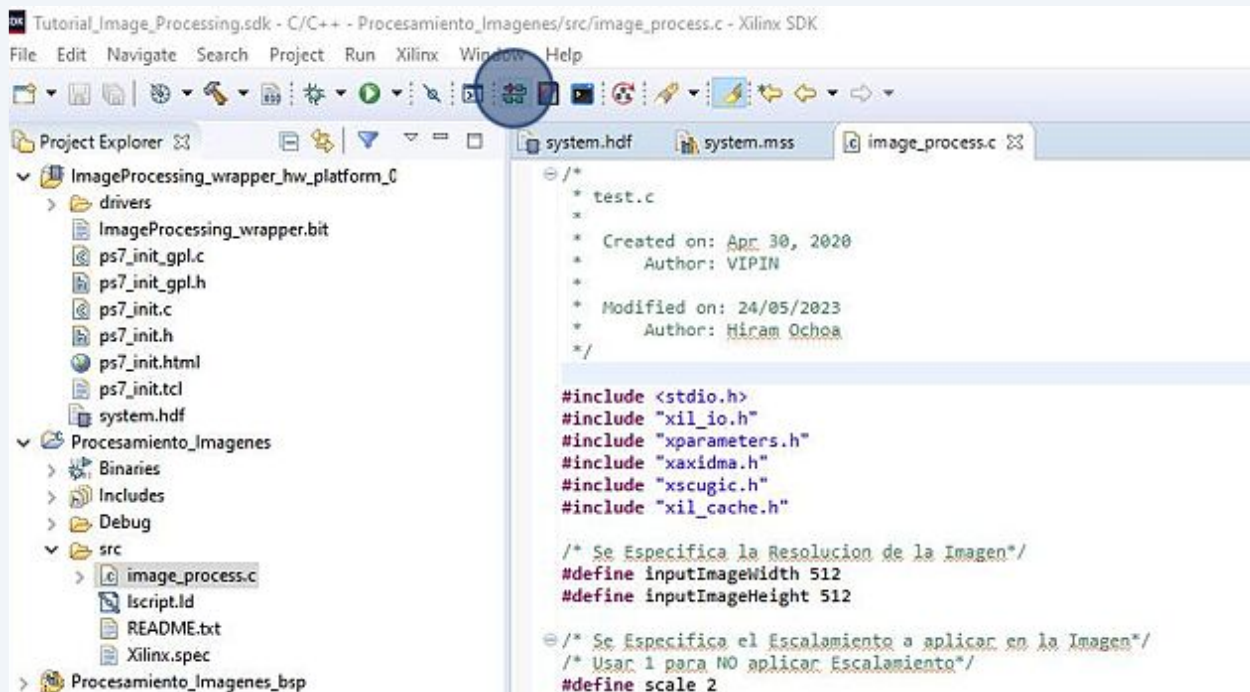 Tutorial_Image_Processing.sdk - C/C++ - Procesamiento_Imagenes/src/image_process.c - Xilinx SDK
File Edit Navigate Search Project Run Xilinx Window Help
Project Explorer
ImageProcessing_wrapper_hw_platform_0
drivers
ImageProcessing_wrapper.bit
ps7_init_gpl.c
ps7_init_gpl.h
ps7_init.c
ps7_init.h
ps7_init.html
ps7_init.tcl
system.hdf
Procesamiento_Imagenes
Binaries
Includes
Debug
src
image_process.c
lscript.ld
README.txt
Xilinx.spec
Procesamiento_Imagenes_bsp
system.hdf system.mss image_process.c
/*
* test.c
*
* Created on: Apr 30, 2020
* Author: VIPIN
*
* Modified on: 24/05/2023
* Author: Hiram Ochoa
*/
#include <stdio.h>
#include "xil_io.h"
#include "xparameters.h"
#include "xaxidma.h"
#include "xscugic.h"
#include "xil_cache.h"
/* Se Especifica la Resolucion de la Imagen*/
#define inputImageWidth 512
#define inputImageHeight 512
/* Se Especifica el Escalamiento a aplicar en la Imagen*/
/* Usar 1 para NO aplicar Escalamiento*/
#define scale 2